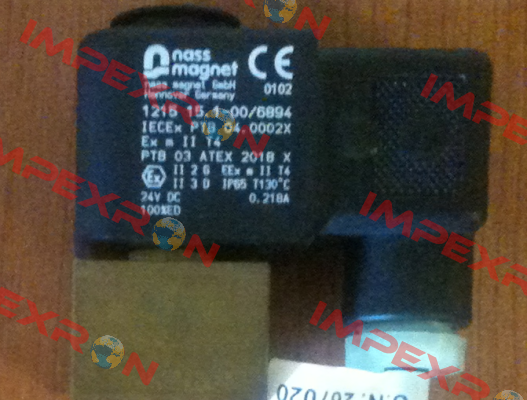 nass
magnet
nass magnet GmbH
Hannover Germany
CE
0102
1215 15.1-00/6894
IECEx PTB 04.0002X
Ex m II T4
PTB 03 ATEX 2018 X
Ex
II 2 G EEx m II T4
II 3 D IP65 T130°C
24V DC 0.218A
100%ED
IMPEXRON
IMPEXRON
IMPEXRON
IMPEXRON
IMPEXRON